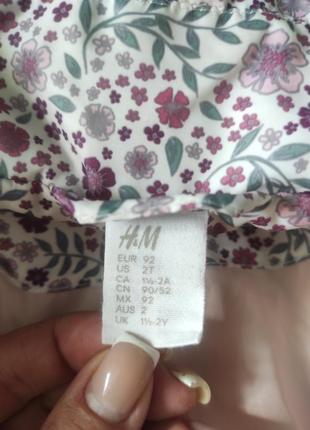 H&M
EUR 92
US 2T
CA 1½-2A
CN 90/52
MX 92
AUS 2
UK 1½-2Y